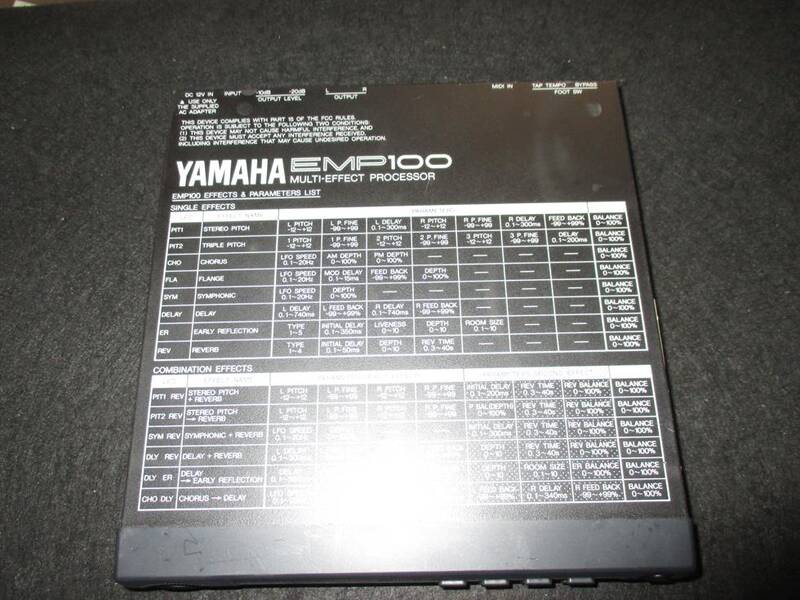 DC 12V IN INPUT -10dB -20dB L R MIDI IN TAP TEMPO BYPASS
& USE ONLY OUTPUT LEVEL OUTPUT FOOT SW
THE SUPPLIED
AC ADAPTER
THIS DEVICE COMPLIES WITH PART 15 OF THE FCC RULES.
OPERATION IS SUBJECT TO THE FOLLOWING TWO CONDITIONS:
(1) THIS DEVICE MAY NOT CAUSE HARMFUL INTERFERENCE, AND
(2) THIS DEVICE MUST ACCEPT ANY INTERFERENCE RECEIVED,
INCLUDING INTERFERENCE THAT MAY CAUSE UNDESIRED OPERATION.
YAMAHA EMP100
MULTI-EFFECT PROCESSOR
EMP100 EFFECTS & PARAMETERS LIST
SINGLE EFFECTS
EFFECT NAME PARAMETERS
PIT1 STEREO PITCH L PITCH -12~+12 L P. FINE -99~+99 L DELAY 0.1~300ms R PITCH -12~+12 R P. FINE -99~+99 R DELAY 0.1~300ms FEED BACK -99~+99% BALANCE 0~100%
PIT2 TRIPLE PITCH 1 PITCH -12~+12 1 P. FINE -99~+99 2 PITCH -12~+12 2 P. FINE -99~+99 3 PITCH -12~+12 3 P. FINE -99~+99 DELAY 0.1~200ms BALANCE 0~100%
CHO CHORUS LFO SPEED 0.1~20Hz AM DEPTH 0~100% PM DEPTH 0~100% — — — — BALANCE 0~100%
FLA FLANGE LFO SPEED 0.1~20Hz MOD DELAY 0.1~15ms FEED BACK -99~+99% DEPTH 0~100% — — — BALANCE 0~100%
SYM SYMPHONIC LFO SPEED 0.1~20Hz DEPTH 0~100% — — — — — BALANCE 0~100%
DELAY DELAY L DELAY 0.1~740ms L FEED BACK -99~+99% R DELAY 0.1~740ms R FEED BACK -99~+99% — — — BALANCE 0~100%
ER EARLY REFLECTION TYPE 1~5 INITIAL DELAY 0.1~350ms LIVENESS 0~10 DEPTH 0~10 ROOM SIZE 0.1~10 — — BALANCE 0~100%
REV REVERB TYPE 1~4 INITIAL DELAY 0.1~50ms DEPTH 0~10 REV TIME 0.3~40s — — — BALANCE 0~100%
COMBINATION EFFECTS
PIT1 REV STEREO PITCH + REVERB L PITCH -12~+12 L P. FINE -99~+99 R PITCH -12~+12 R P. FINE -99~+99 INITIAL DELAY 0.1~200ms REV TIME 0.3~40s REV BALANCE 0~100% BALANCE 0~100%
PIT2 REV STEREO PITCH → REVERB L PITCH -12~+12 P BAL(DEPTH) 0~100% REV TIME 0.3~40s REV BALANCE 0~100% BALANCE 0~100%
SYM REV SYMPHONIC + REVERB LFO SPEED INITIAL DELAY 0.1~300ms REV TIME 0.3~40s REV BALANCE 0~100% BALANCE 0~100%
DLY REV DELAY + REVERB L DELAY DEPTH 0~10 REV TIME 0.3~40s REV BALANCE 0~100% BALANCE 0~100%
DLY ER DELAY → EARLY REFLECTION DEPTH 0~10 ROOM SIZE 0.1~10 ER BALANCE 0~100% BALANCE 0~100%
CHO DLY CHORUS → DELAY FEED BACK -99~+99% R DELAY 0.1~340ms R FEED BACK -99~+99% BALANCE 0~100%